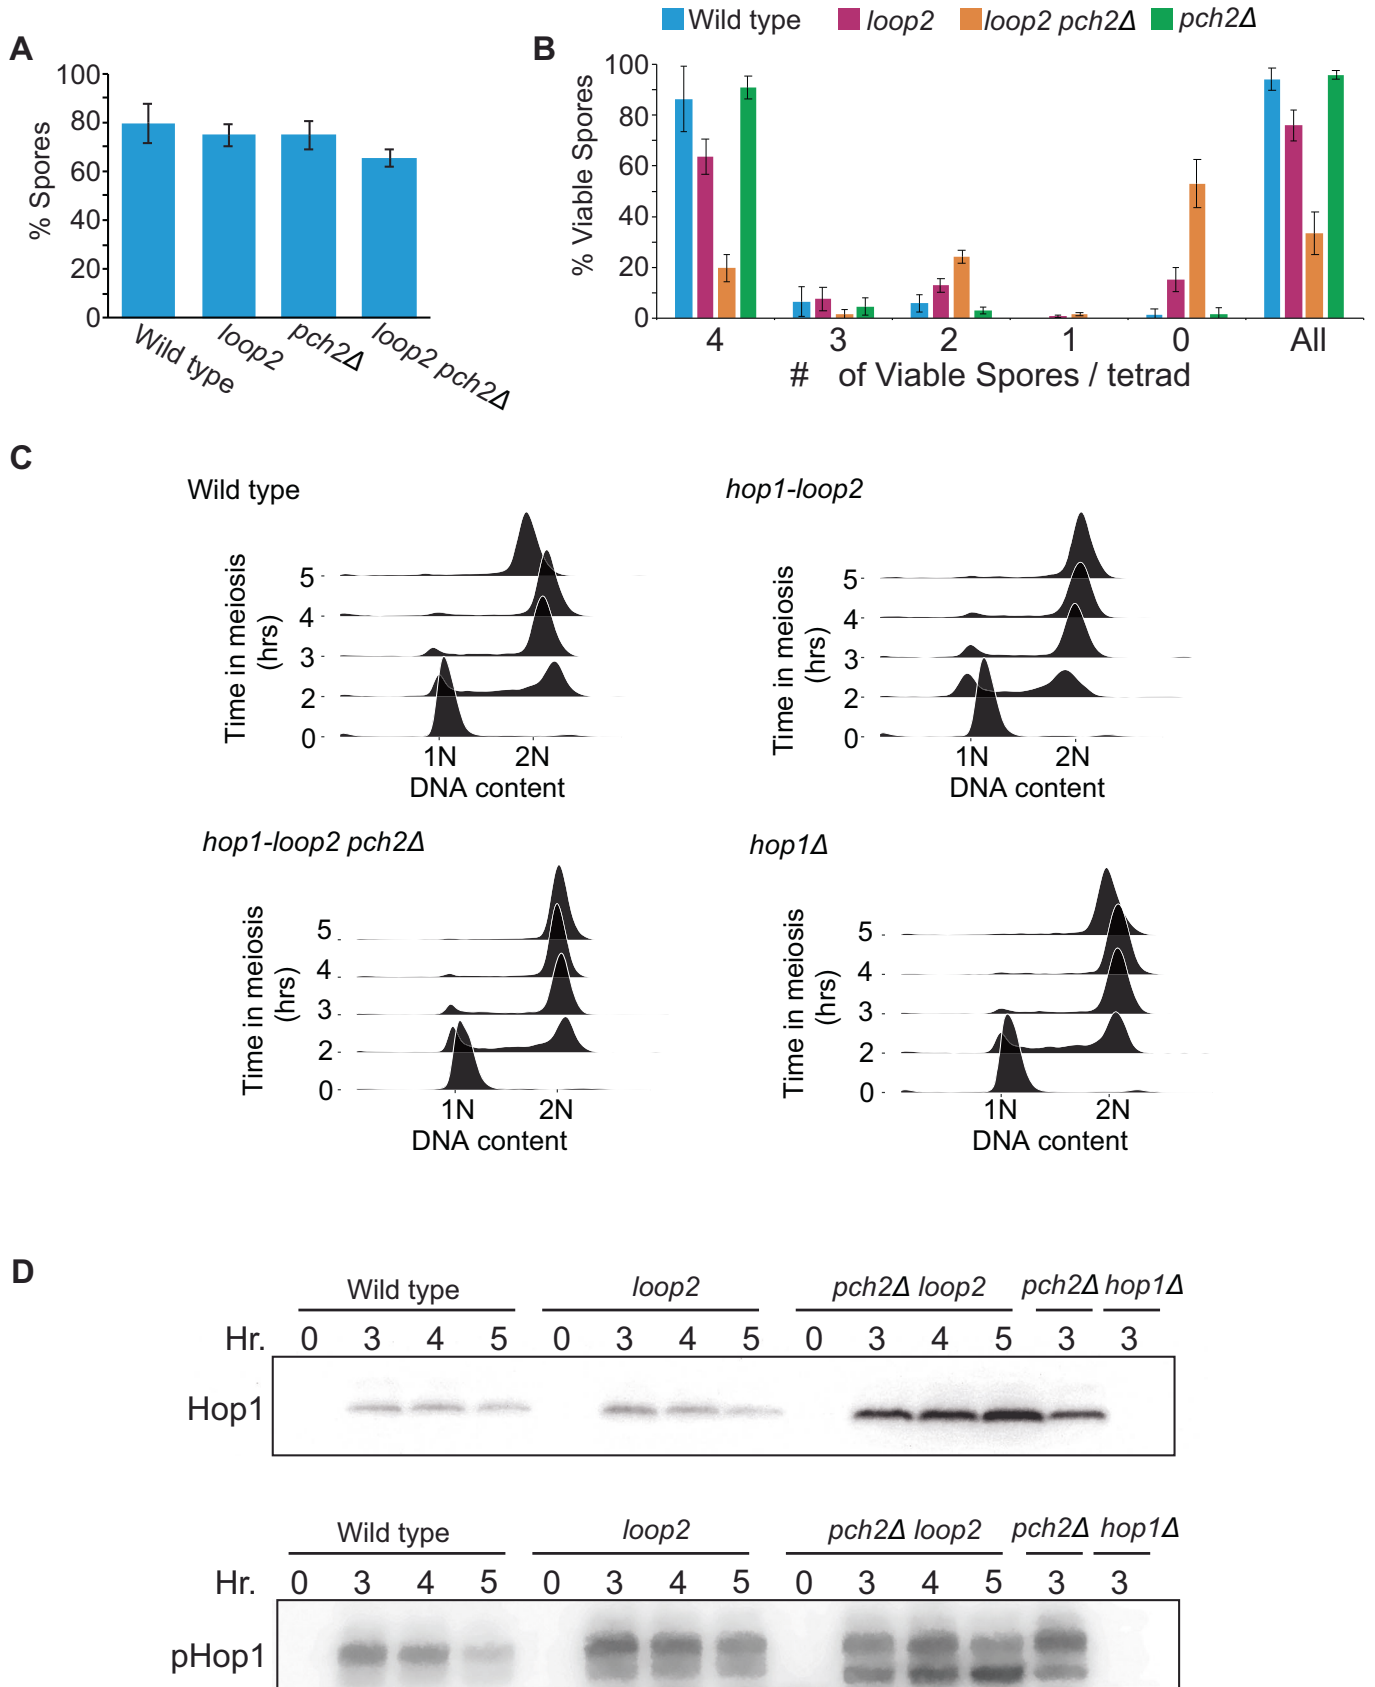 Wild type loop2 loop2 pch2Δ pch2Δ
A
% Spores
100
80
60
40
20
0
Wild type
loop2
pch2Δ
loop2 pch2Δ
B
% Viable Spores
100
80
60
40
20
0
4 3 2 1 0 All
# of Viable Spores / tetrad
C
Wild type
Time in meiosis
(hrs)
5
4
3
2
0
1N 2N
DNA content
hop1-loop2
Time in meiosis
(hrs)
5
4
3
2
0
1N 2N
DNA content
hop1-loop2 pch2Δ
Time in meiosis
(hrs)
5
4
3
2
0
1N 2N
DNA content
hop1Δ
Time in meiosis
(hrs)
5
4
3
2
0
1N 2N
DNA content
D
Wild type loop2 pch2Δ loop2 pch2Δ hop1Δ
Hr. 0 3 4 5 0 3 4 5 0 3 4 5 3 3
Hop1
Wild type loop2 pch2Δ loop2 pch2Δ hop1Δ
Hr. 0 3 4 5 0 3 4 5 0 3 4 5 3 3
pHop1